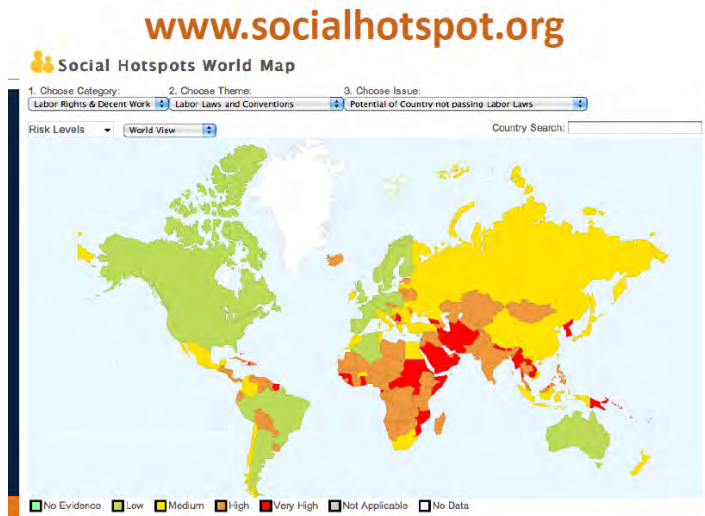 www.socialhotspot.org
Social Hotspots World Map
1. Choose Category: 2. Choose Theme: 3. Choose Issue:
Labor Rights & Decent Work Labor Laws and Conventions Potential of Country not passing Labor Laws
Risk Levels World View Country Search:
No Evidence Low Medium High Very High Not Applicable No Data